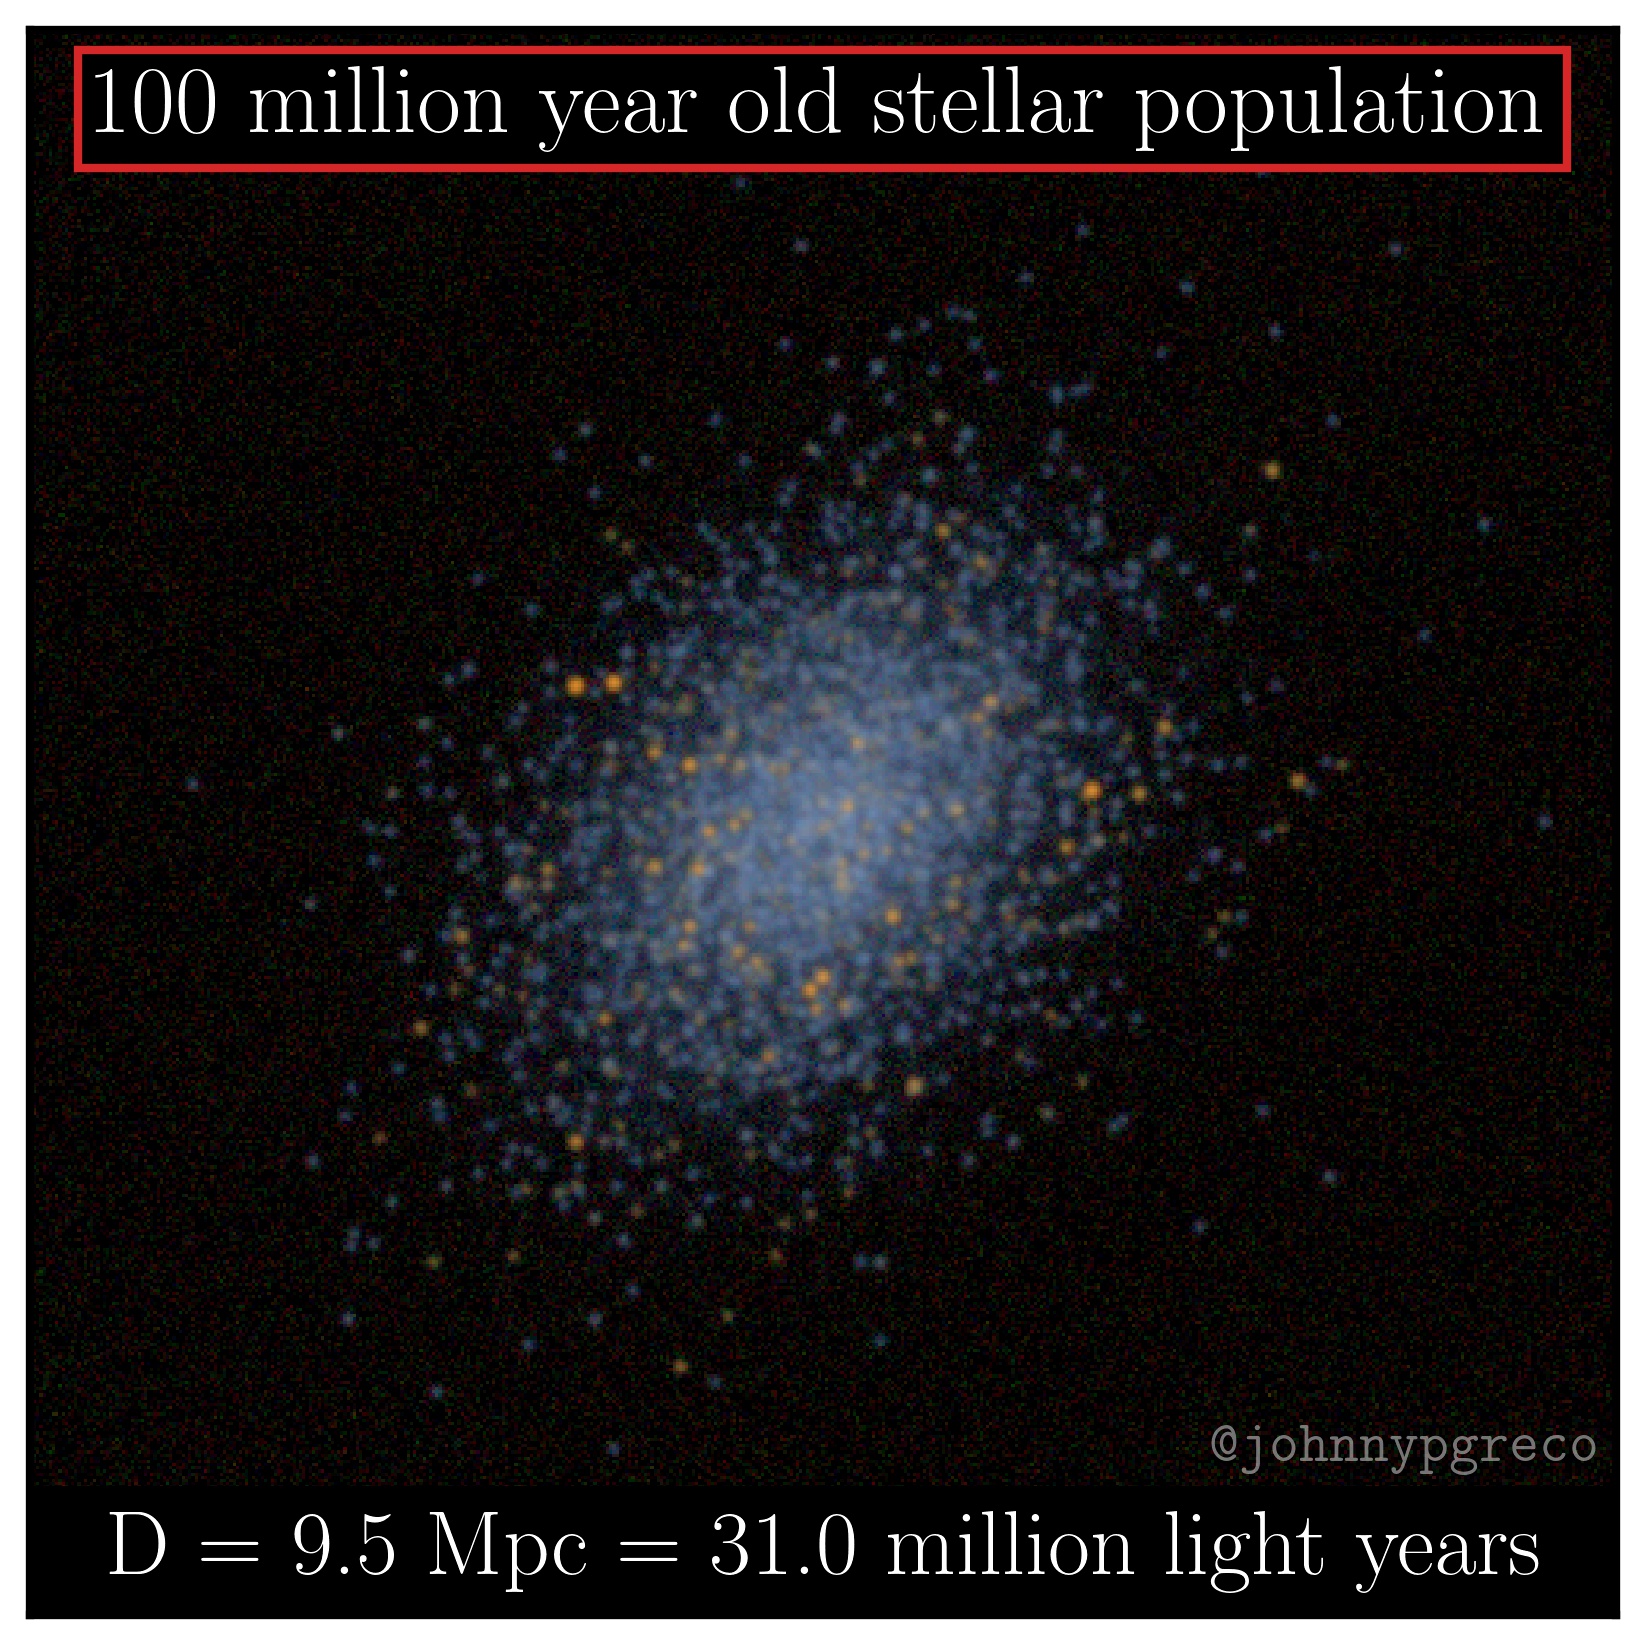 100 million year old stellar population
@johnnypgreco
D = 9.5 Mpc = 31.0 million light years